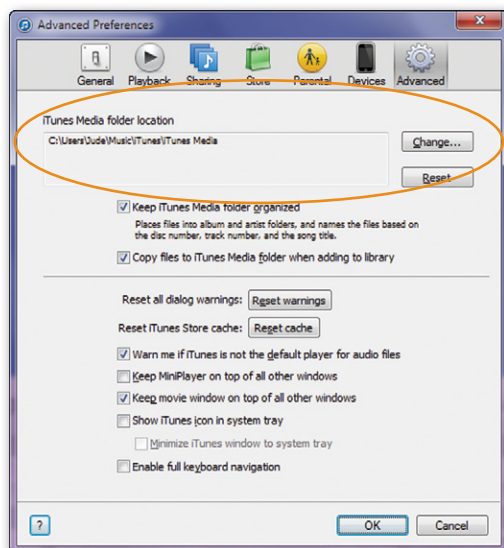 Advanced Preferences
General Playback Sharing Store Parental Devices Advanced
iTunes Media folder location
C:\Users\Jude\Music\iTunes\iTunes Media
Change...
Reset
Keep iTunes Media folder organized
Places files into album and artist folders, and names the files based on
the disc number, track number, and the song title.
Copy files to iTunes Media folder when adding to library
Reset all dialog warnings: Reset warnings
Reset iTunes Store cache: Reset cache
Warn me if iTunes is not the default player for audio files
Keep MiniPlayer on top of all other windows
Keep movie window on top of all other windows
Show iTunes icon in system tray
Minimize iTunes window to system tray
Enable full keyboard navigation
? OK Cancel